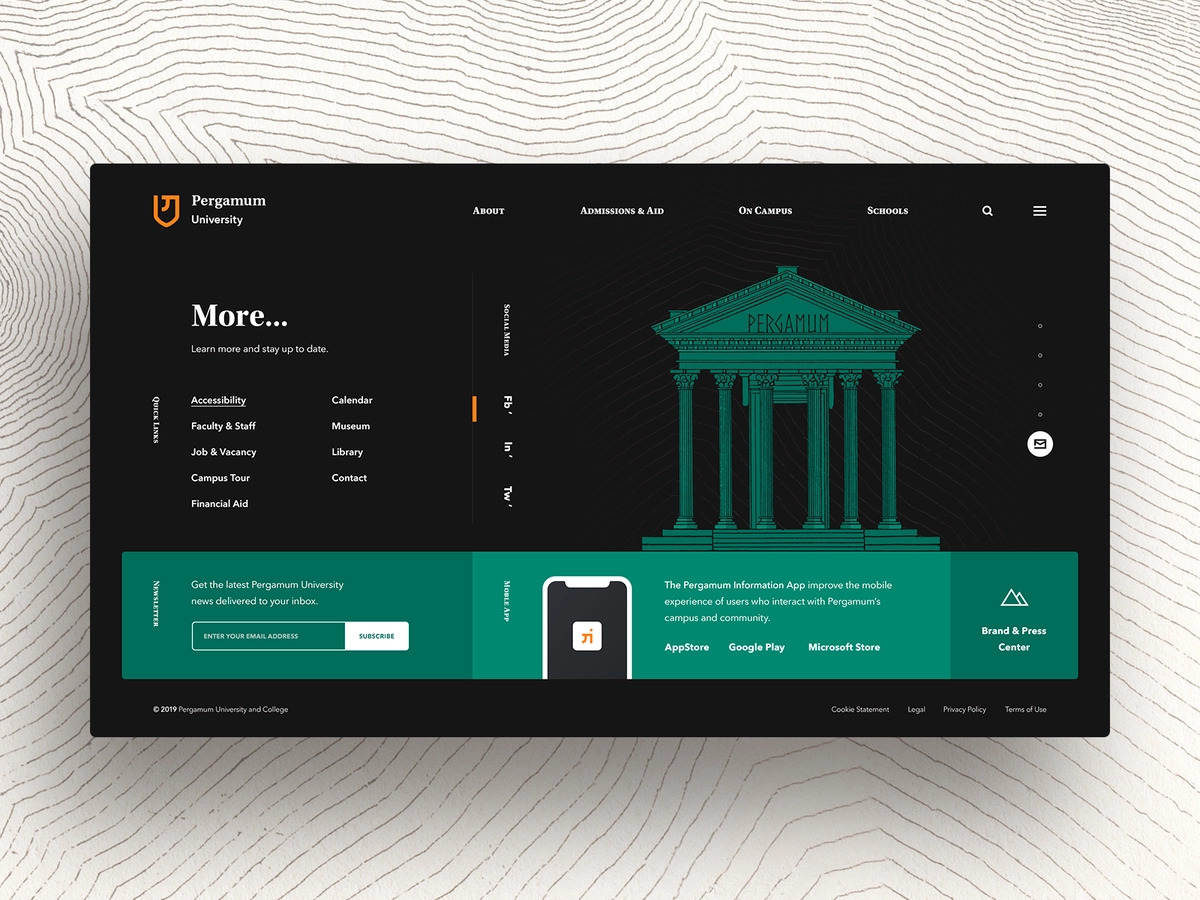 Pergamum
University
About
Admissions & Aid
On Campus
Schools
More...
Learn more and stay up to date.
Quick Links
Accessibility
Faculty & Staff
Job & Vacancy
Campus Tour
Financial Aid
Calendar
Museum
Library
Contact
Social Media
Fb ′
In ′
Tw ′
PERGAMUM
Newsletter
Get the latest Pergamum University
news delivered to your inbox.
ENTER YOUR EMAIL ADDRESS
SUBSCRIBE
Moble App
The Pergamum Information App improve the mobile
experience of users who interact with Pergamum's
campus and community.
AppStore
Google Play
Microsoft Store
Brand & Press
Center
© 2019 Pergamum University and College
Cookie Statement
Legal
Privacy Policy
Terms of Use